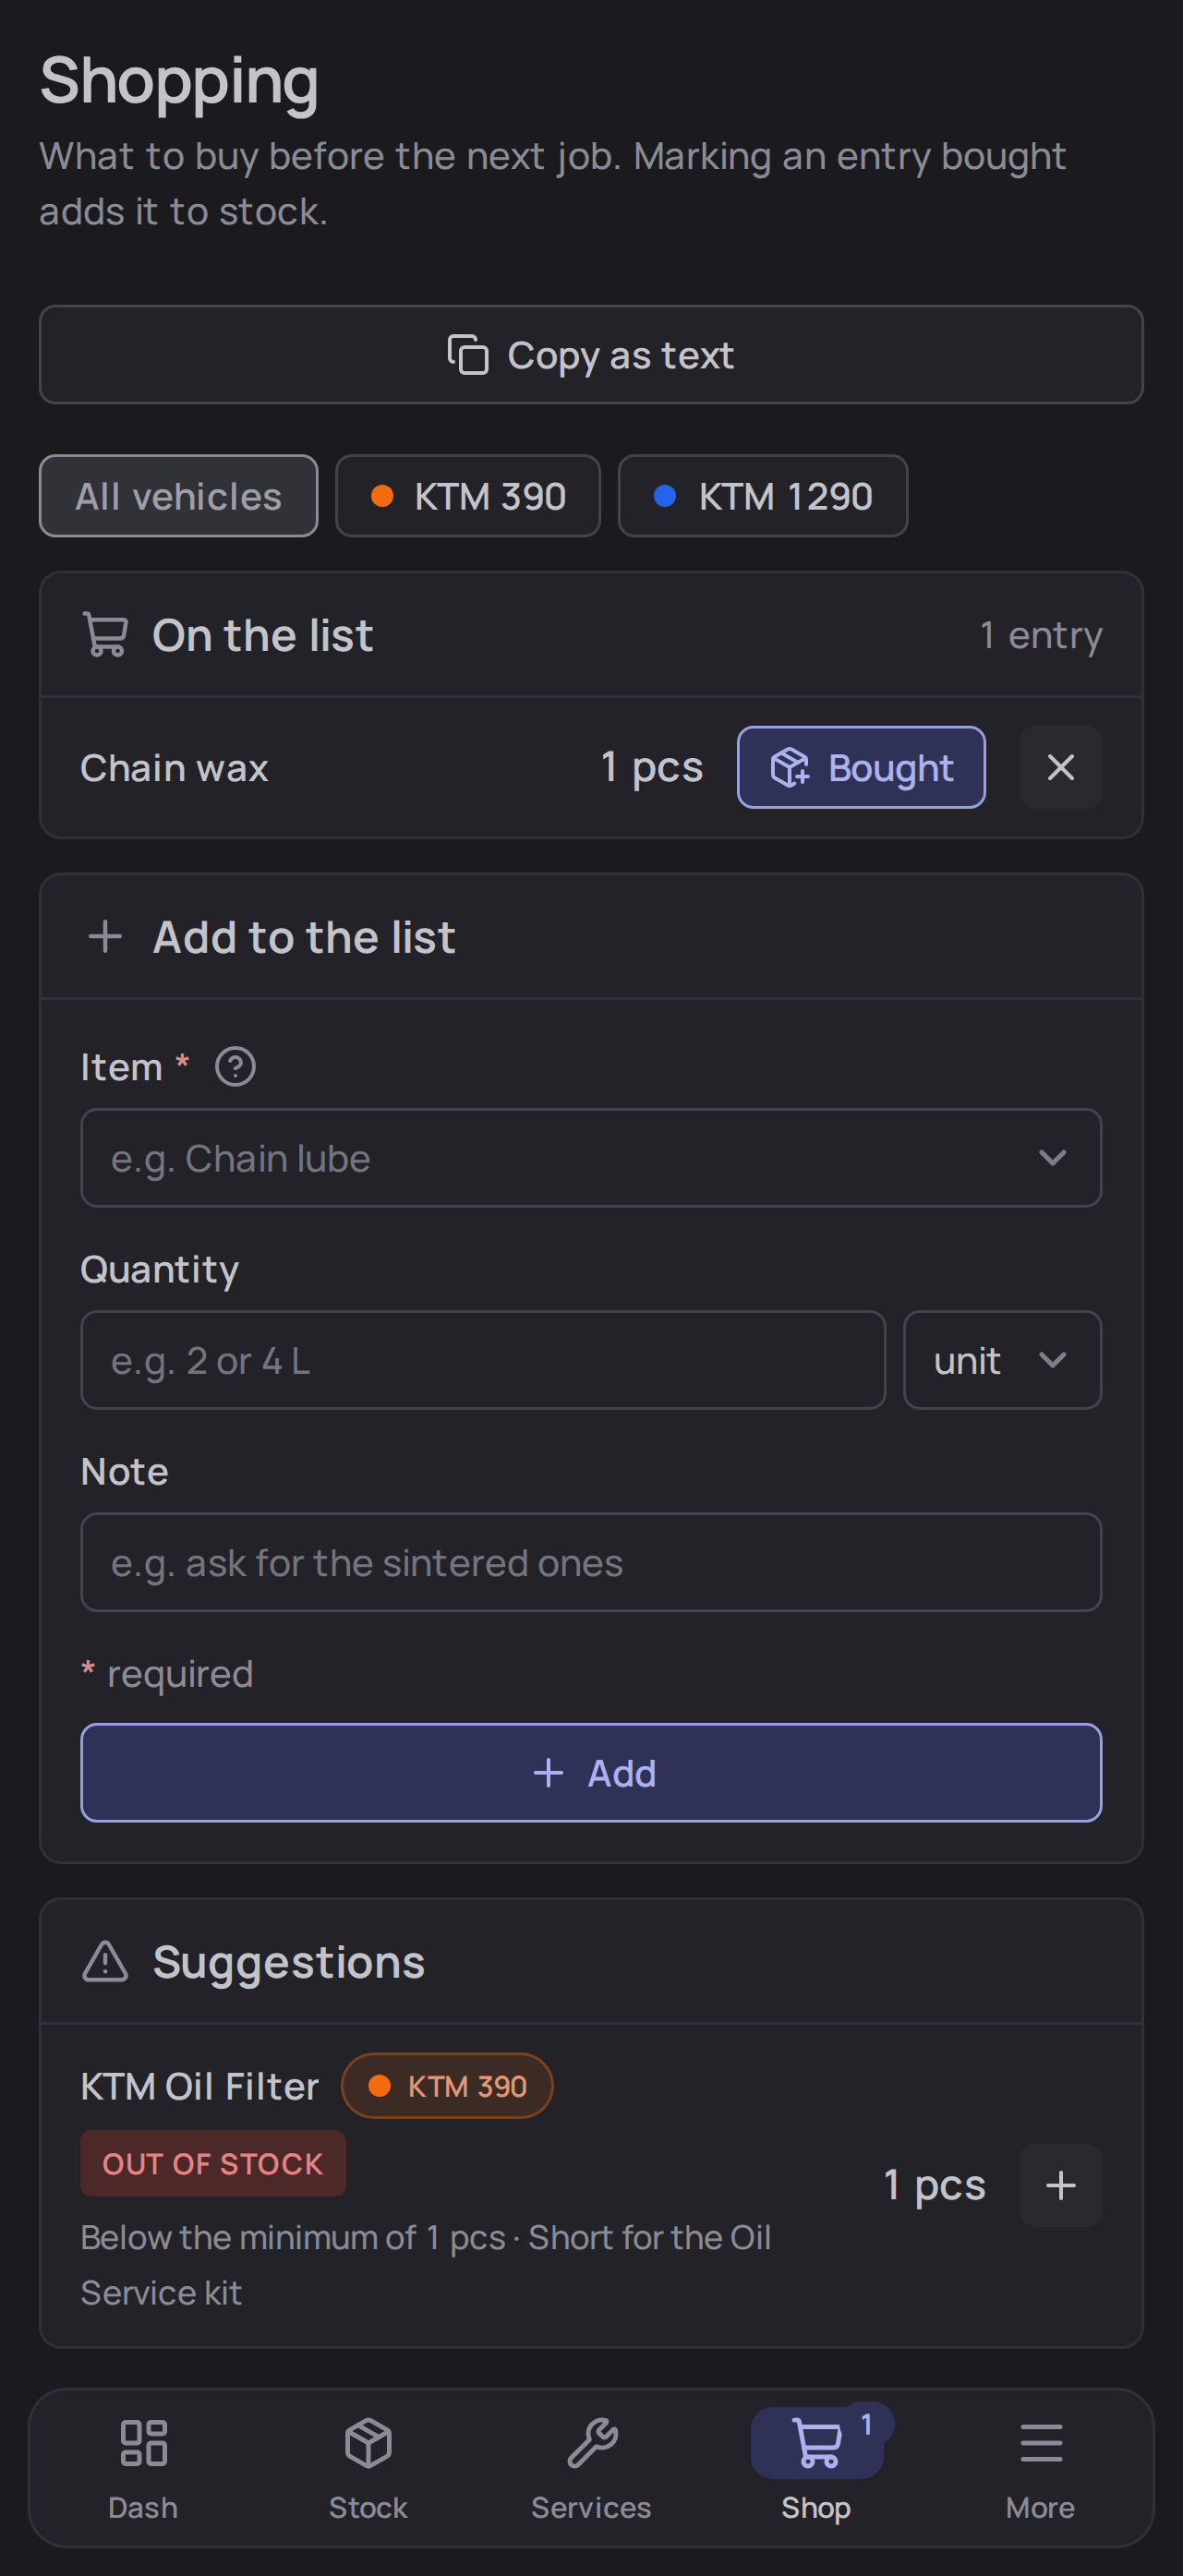 Shopping
What to buy before the next job. Marking an entry bought
adds it to stock.
Copy as text
All vehicles KTM 390 KTM 1290
On the list 1 entry
Chain wax 1 pcs Bought
Add to the list
Item *
e.g. Chain lube
Quantity
e.g. 2 or 4 L unit
Note
e.g. ask for the sintered ones
* required
Add
Suggestions
KTM Oil Filter KTM 390
OUT OF STOCK
1 pcs
Below the minimum of 1 pcs · Short for the Oil
Service kit
1
Dash Stock Services Shop More